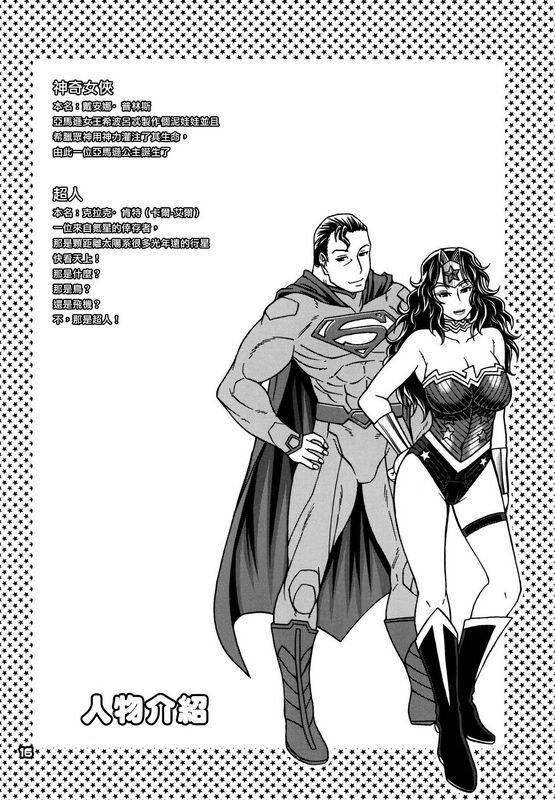 神奇女俠
本名:戴安娜·普林斯
亞馬遜女王希波呂忒製作個泥娃娃並且
希臘眾神用神力灌注了其生命,
由此一位亞馬遜公主誕生了
超人
本名:克拉克·肯特(卡爾·艾爾)
一位來自氪星的倖存者,
那是顆距離太陽系很多光年遠的行星
快看天上!
那是什麼?
那是鳥?
還是飛機?
不,那是超人!
人物介紹
16